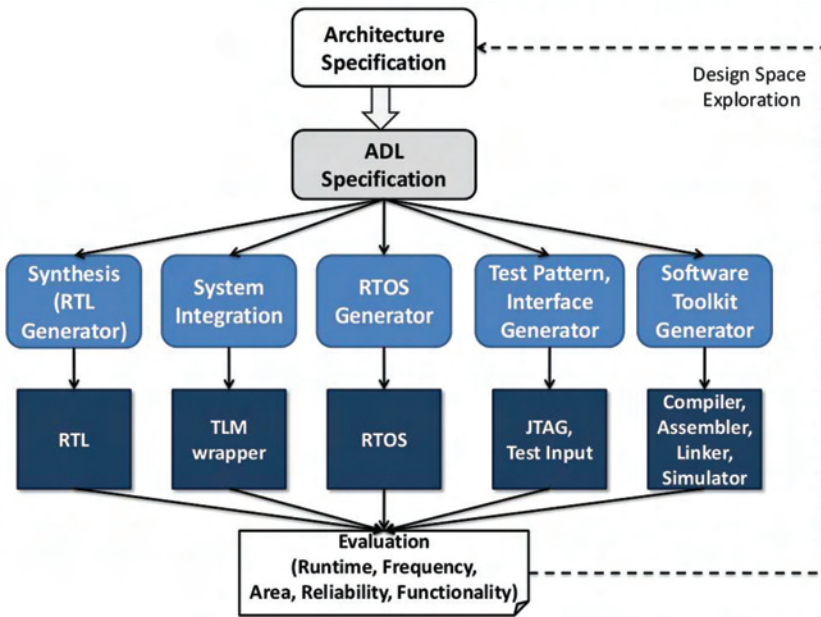 Architecture
Specification
Design Space
Exploration
ADL
Specification
Synthesis
(RTL
Generator)
System
Integration
RTOS
Generator
Test Pattern,
Interface
Generator
Software
Toolkit
Generator
RTL
TLM
wrapper
RTOS
JTAG,
Test Input
Compiler,
Assembler,
Linker,
Simulator
Evaluation
(Runtime, Frequency,
Area, Reliability, Functionality)